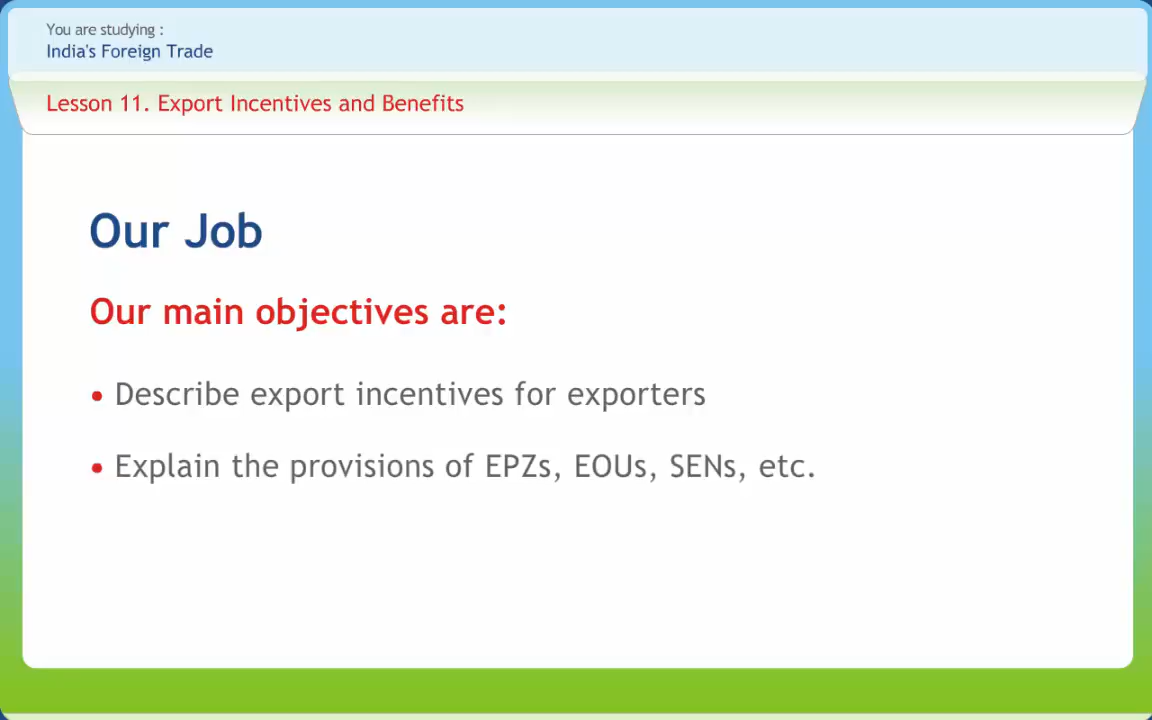 You are studying :
India's Foreign Trade
Lesson 11. Export Incentives and Benefits
Our Job
Our main objectives are:
• Describe export incentives for exporters
• Explain the provisions of EPZs, EOUs, SENs, etc.